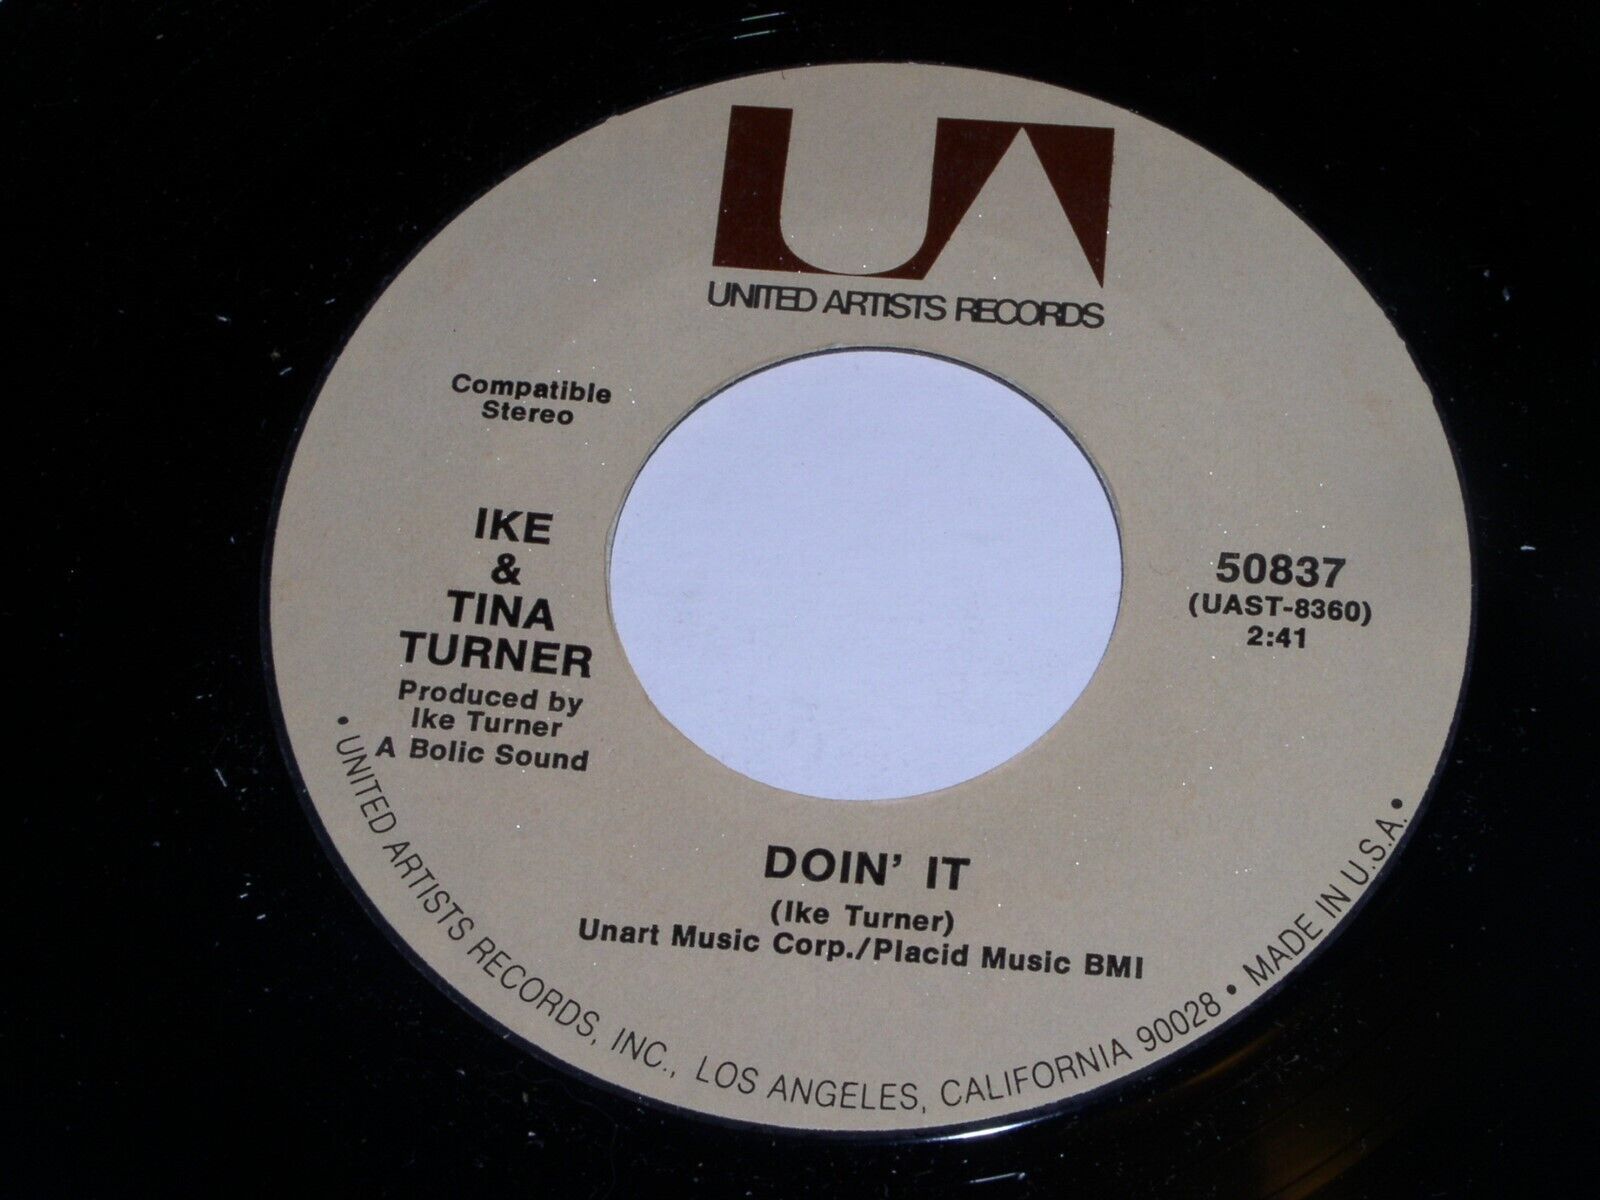 UA
UNITED ARTISTS RECORDS
Compatible
Stereo
IKE
&
TINA
TURNER
Produced by
Ike Turner
A Bolic Sound
50837
(UAST-8360)
2:41
DOIN' IT
(Ike Turner)
Unart Music Corp./Placid Music BMI
• UNITED ARTISTS RECORDS, INC., LOS ANGELES, CALIFORNIA 90028 • MADE IN U.S.A. •